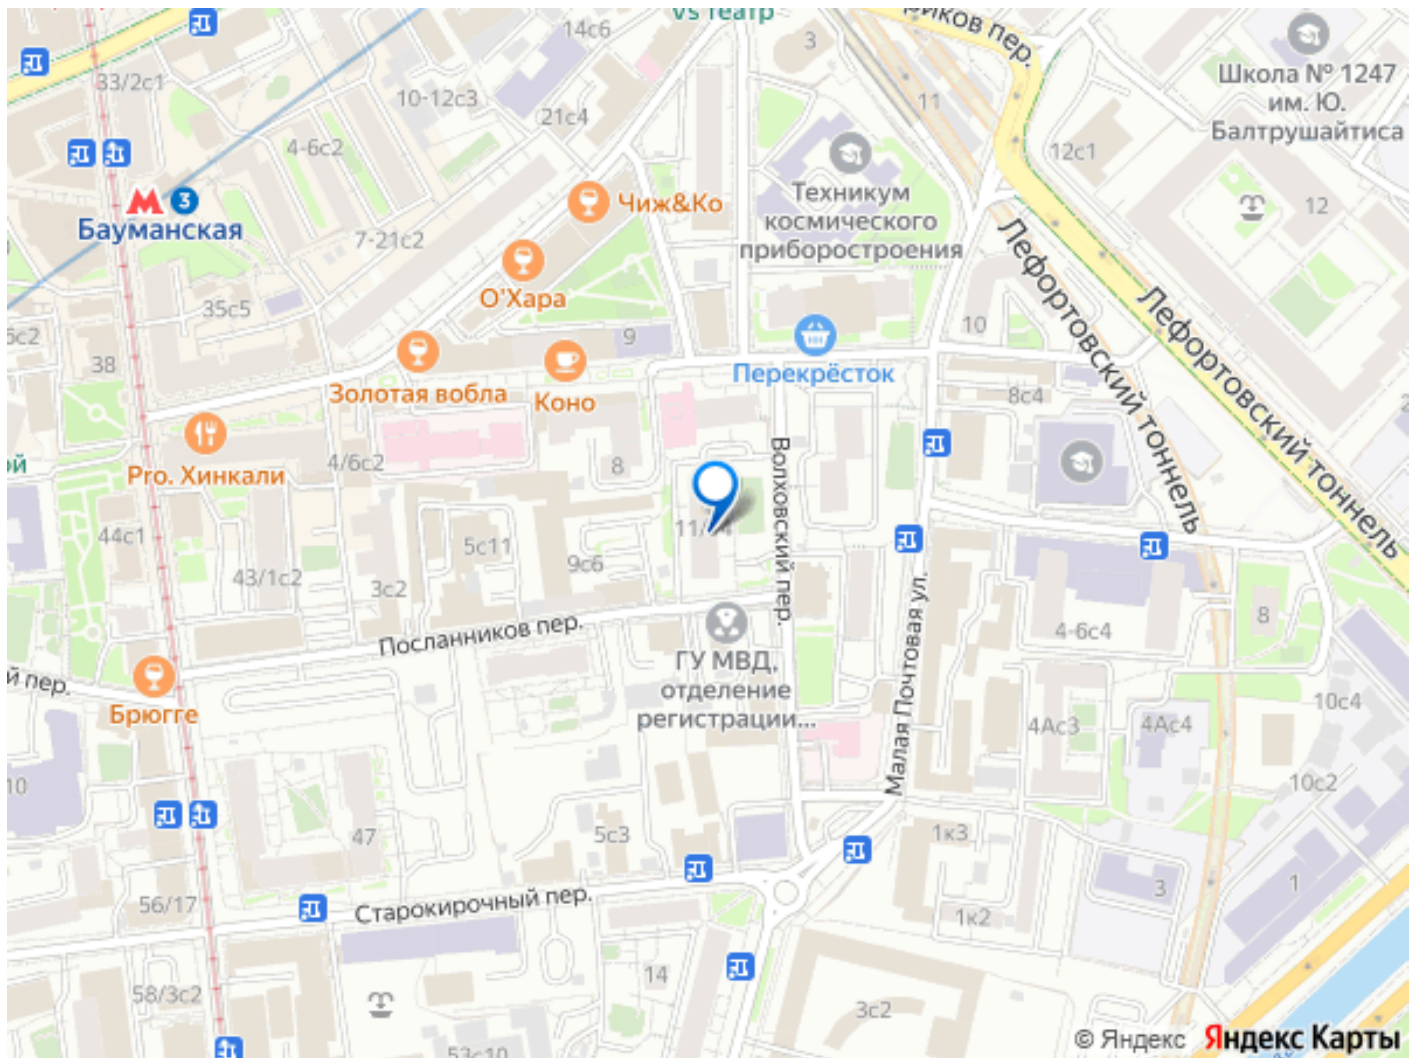 Vs Театр
14с6
3
33/2с1
10-12с3
21с4
11
Школа № 1247
им. Ю.
Балтрушайтиса
12с1
4-6с2
Техникум
космического
приборостроения
3
Бауманская
Чиж&Ко
12
7-21с2
О'Хара
35с5
10
9
38
Перекрёсток
Лефортовский тоннель
Лефортовский тоннель
Золотая вобла
Коно
8с4
Pro. Хинкали
4/6с2
8
Волховский пер.
44с1
5с11
43/1с2
3с2
9с6
Посланников пер.
Малая Почтовая ул.
4-6с4
8
ГУ МВД,
отделение
регистрации...
Брюгге
10с4
4Ас3
4Ас4
10
10с2
47
5с3
1к3
3
1
56/17
Старокирочный пер.
1к2
58/3с2
14
3с2
53с10
© Яндекс Яндекс Карты